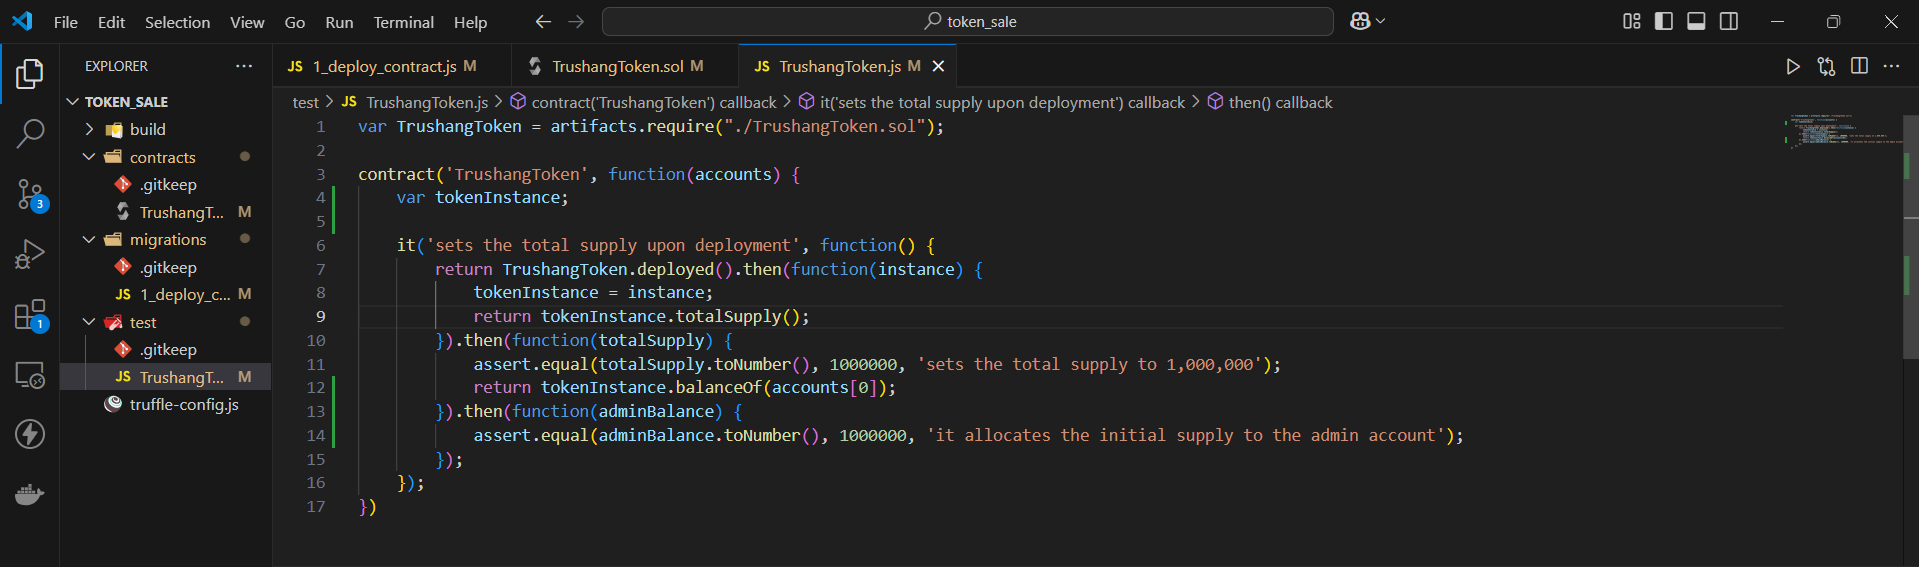 File Edit Selection View Go Run Terminal Help token_sale
EXPLORER
TOKEN_SALE
build
contracts
.gitkeep
TrushangT... M
migrations
.gitkeep
1_deploy_c... M
test
.gitkeep
JS TrushangT... M
truffle-config.js
3
1
JS 1_deploy_contract.js M TrushangToken.sol M JS TrushangToken.js M
test > JS TrushangToken.js > contract('TrushangToken') callback > it('sets the total supply upon deployment') callback > then() callback
1 var TrushangToken = artifacts.require("./TrushangToken.sol");
2
3 contract('TrushangToken', function(accounts) {
4 var tokenInstance;
5
6 it('sets the total supply upon deployment', function() {
7 return TrushangToken.deployed().then(function(instance) {
8 tokenInstance = instance;
9 return tokenInstance.totalSupply();
10 }).then(function(totalSupply) {
11 assert.equal(totalSupply.toNumber(), 1000000, 'sets the total supply to 1,000,000');
12 return tokenInstance.balanceOf(accounts[0]);
13 }).then(function(adminBalance) {
14 assert.equal(adminBalance.toNumber(), 1000000, 'it allocates the initial supply to the admin account');
15 });
16 });
17 })